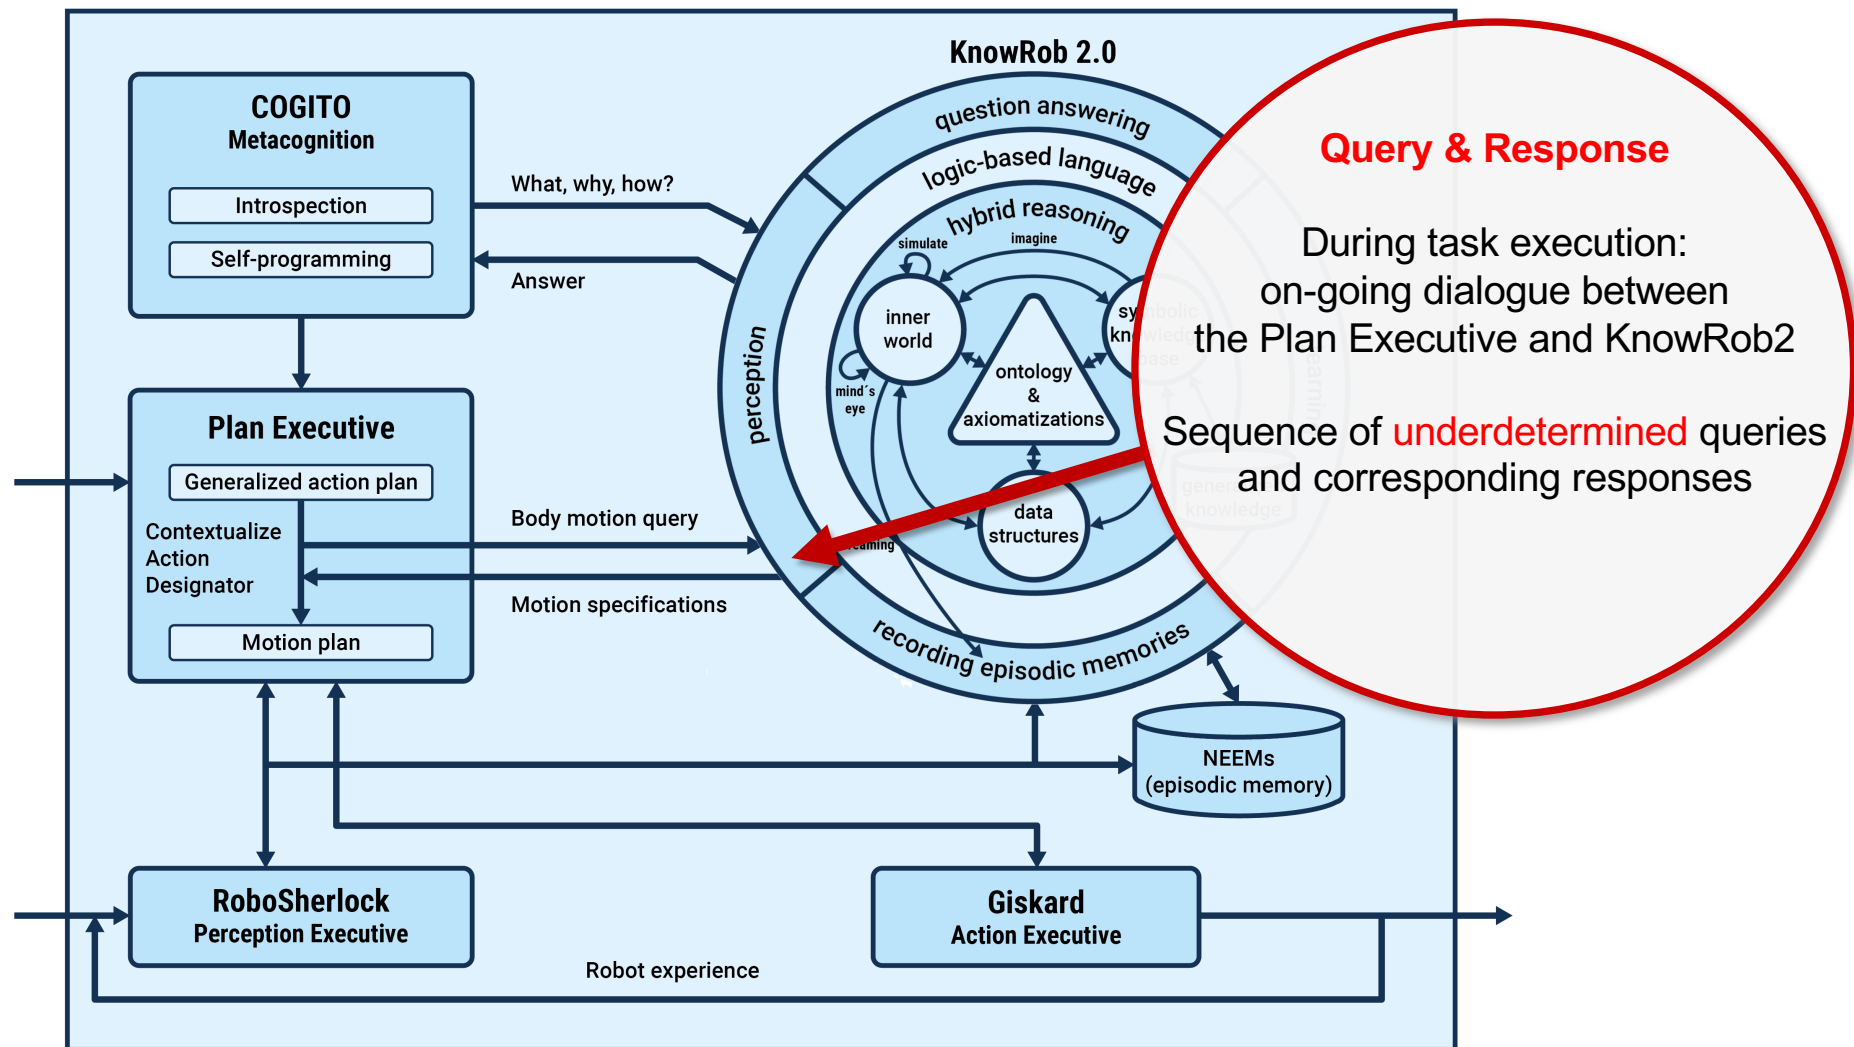 KnowRob 2.0
COGITO
Metacognition
Introspection
Self-programming
What, why, how?
Answer
question answering
logic-based language
hybrid reasoning
simulate
imagine
inner
world
mind´s
eye
perception
symbolic
knowledge
base
ontology
&
axiomatizations
data
structures
knowledge
recording episodic memories
Query & Response
During task execution:
on-going dialogue between
the Plan Executive and KnowRob2
Sequence of underdetermined queries
and corresponding responses
Plan Executive
Generalized action plan
Contextualize
Action
Designator
Motion plan
Body motion query
Motion specifications
NEEMs
(episodic memory)
RoboSherlock
Perception Executive
Giskard
Action Executive
Robot experience